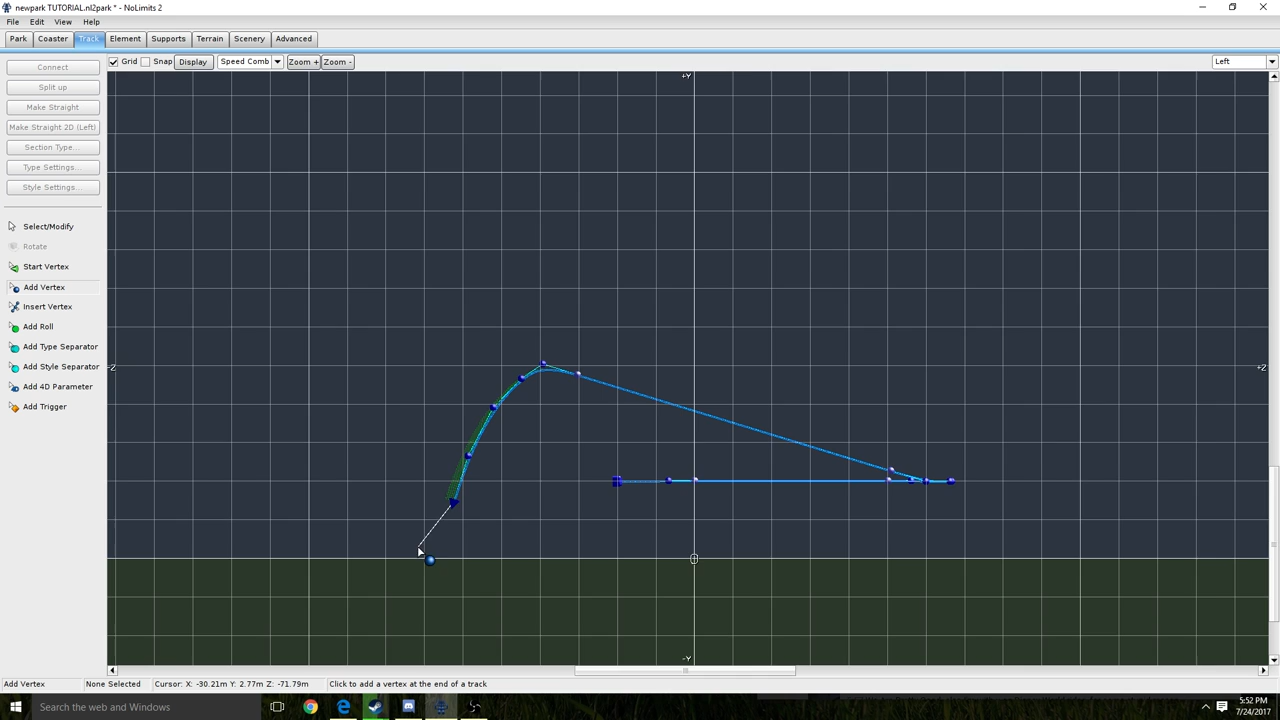 newpark TUTORIAL.nl2park * - NoLimits 2
File Edit View Help
Park Coaster Track Element Supports Terrain Scenery Advanced
Grid Snap Display Speed Comb Zoom + Zoom - Left
Connect
Split up
Make Straight
Make Straight 2D (Left)
Section Type...
Type Settings...
Style Settings...
Select/Modify
Rotate
Start Vertex
Add Vertex
Insert Vertex
Add Roll
Add Type Separator
Add Style Separator
Add 4D Parameter
Add Trigger
+Y
-Z
+Z
0
-Y
Add Vertex None Selected Cursor: X: -30.21m Y: 2.77m Z: -71.79m Click to add a vertex at the end of a track
Search the web and Windows
5:52 PM
7/24/2017